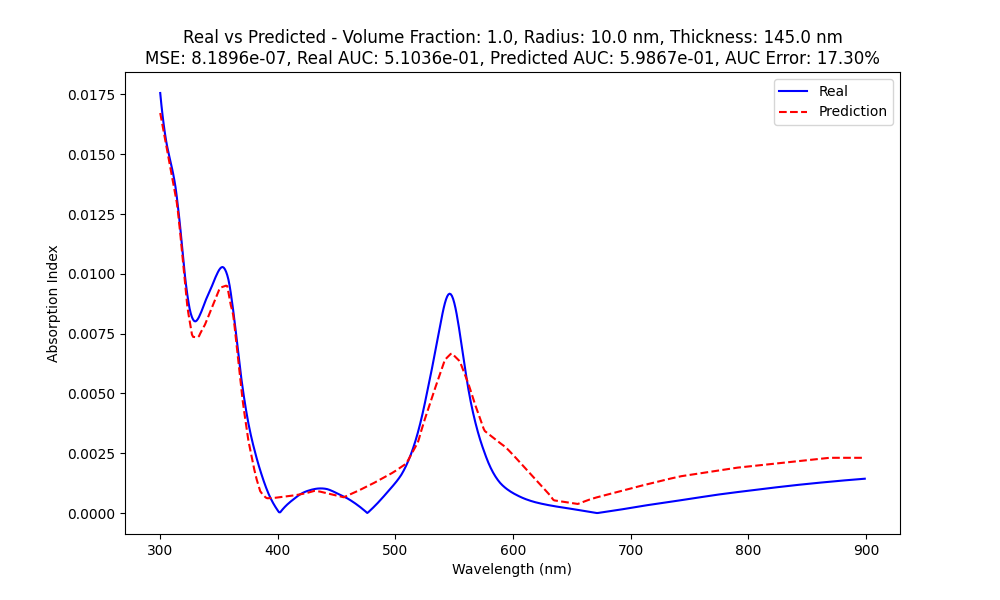 Real vs Predicted - Volume Fraction: 1.0, Radius: 10.0 nm, Thickness: 145.0 nm
MSE: 8.1896e-07, Real AUC: 5.1036e-01, Predicted AUC: 5.9867e-01, AUC Error: 17.30%
Real
Prediction
0.0175
0.0150
0.0125
0.0100
0.0075
0.0050
0.0025
0.0000
Absorption Index
300 400 500 600 700 800 900
Wavelength (nm)